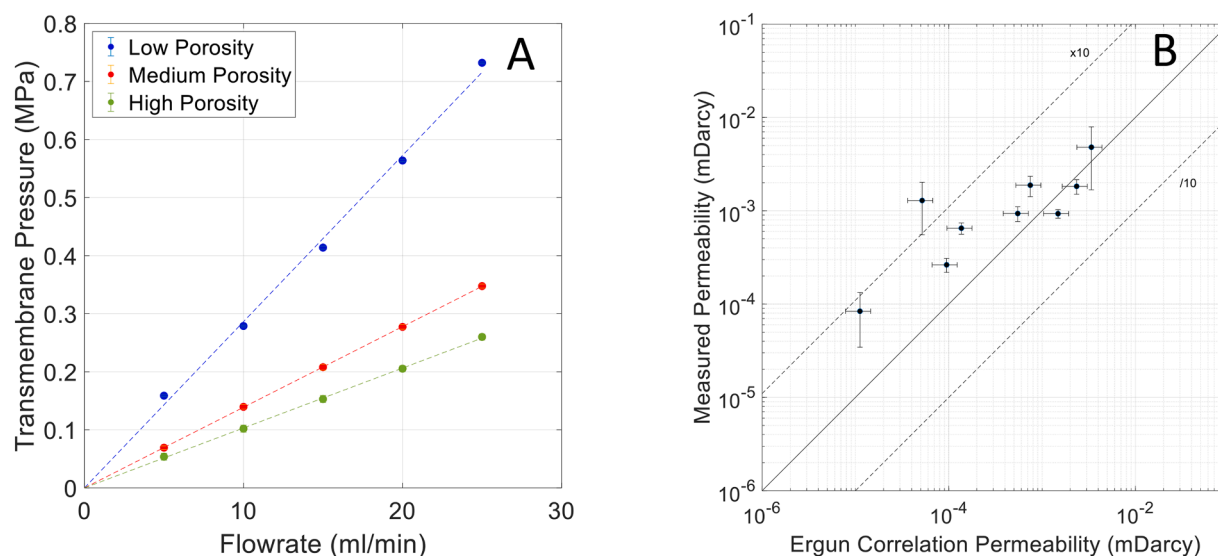 0.8
0.7
0.6
0.5
0.4
0.3
0.2
0.1
0
Transmembrane Pressure (MPa)
Low Porosity
Medium Porosity
High Porosity
A
0 10 20 30
Flowrate (ml/min)
10-1
10-2
10-3
10-4
10-5
10-6
Measured Permeability (mDarcy)
x10
B
/10
10-6 10-4 10-2
Ergun Correlation Permeability (mDarcy)